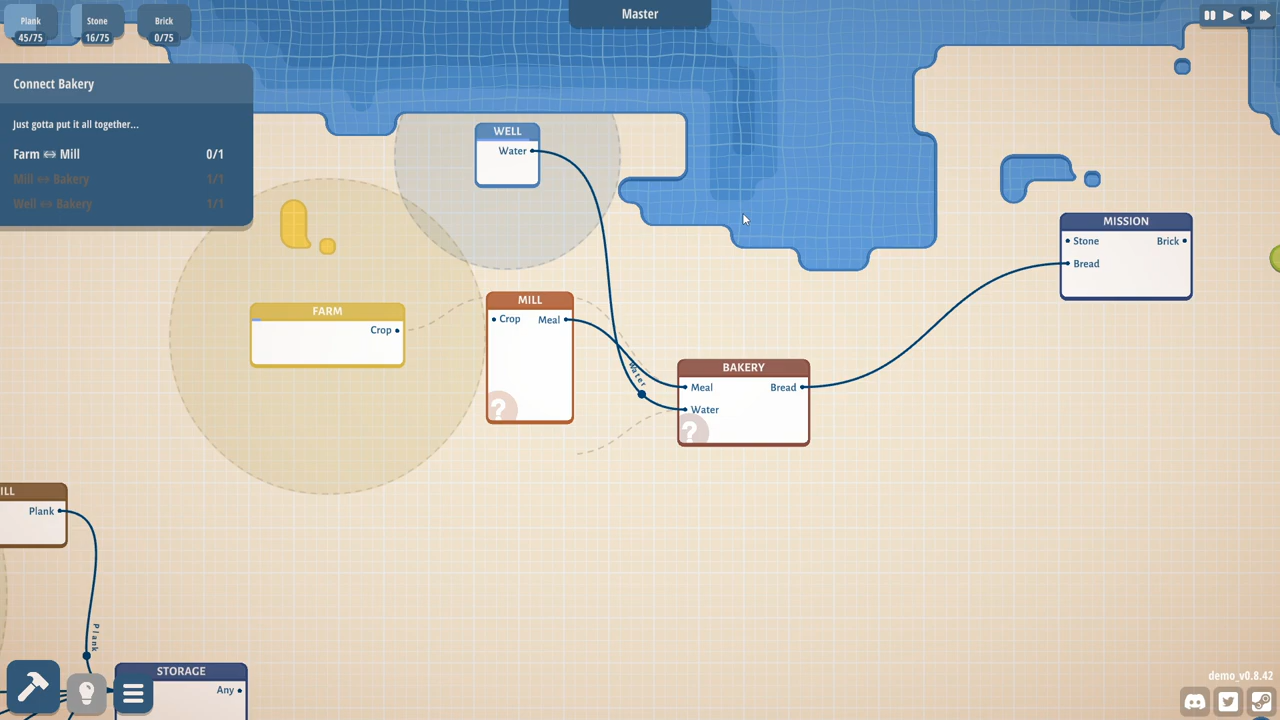 Plank
45/75
Stone
16/75
Brick
0/75
Master
Connect Bakery
Just gotta put it all together...
Farm ⇔ Mill 0/1
Mill ⇔ Bakery 1/1
Well ⇔ Bakery 1/1
WELL
Water
MISSION
Stone Brick
Bread
FARM
Crop
MILL
Crop Meal
Water
BAKERY
Meal Bread
Water
?
?
ILL
Plank
Plank
STORAGE
Any
demo_v0.8.42